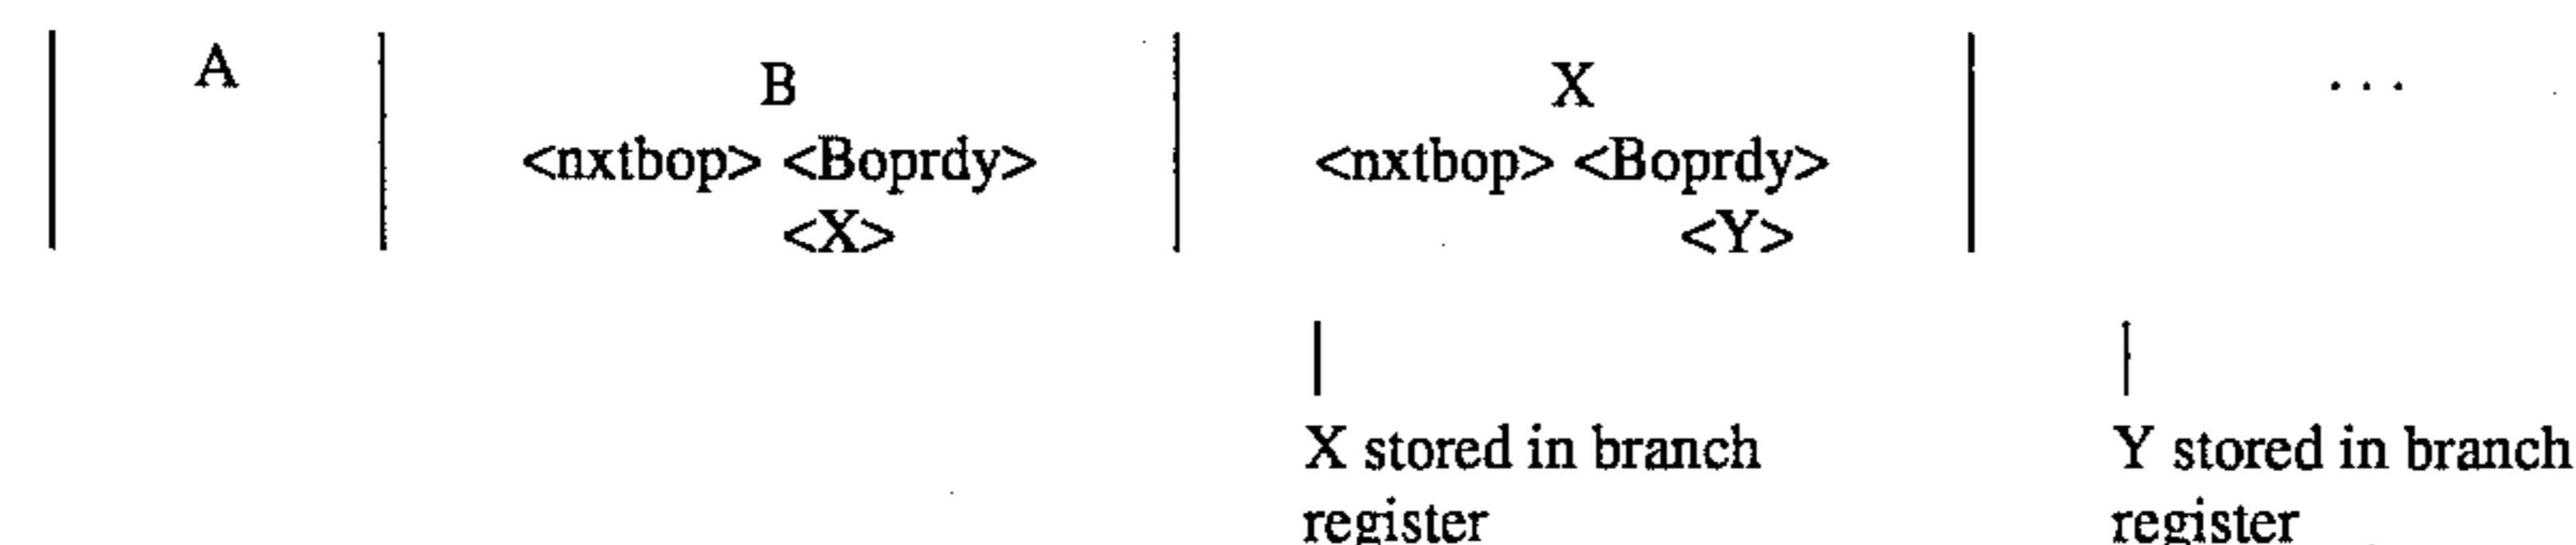 A
B
X
...
<nxtbop> <Boprdy>
<nxtbop> <Boprdy>
<X>
<Y>
X stored in branch
register
Y stored in branch
register